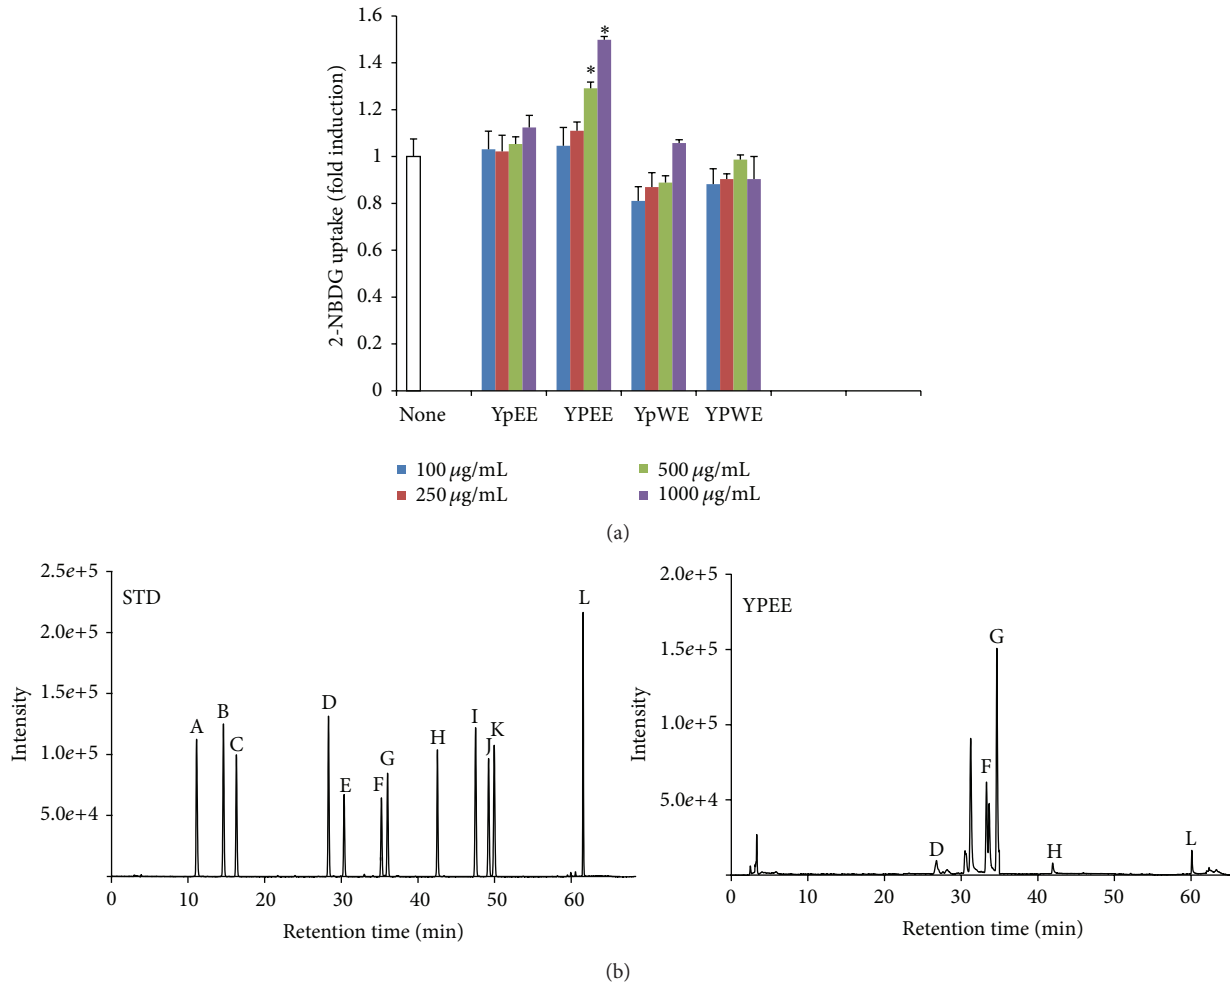 2-NBDG uptake (fold induction)
1.6
1.4
1.2
1
0.8
0.6
0.4
0.2
0
* *
None YpEE YPEE YpWE YPWE
100 μg/mL 500 μg/mL
250 μg/mL 1000 μg/mL
(a)
Intensity
2.5e+5
2.0e+5
1.5e+5
1.0e+5
5.0e+4
STD
A B C D E F G H I J K L
0 10 20 30 40 50 60
Retention time (min)
Intensity
2.0e+5
1.5e+5
1.0e+5
5.0e+4
0
YPEE
D F G H L
0 10 20 30 40 50 60
Retention time (min)
(b)